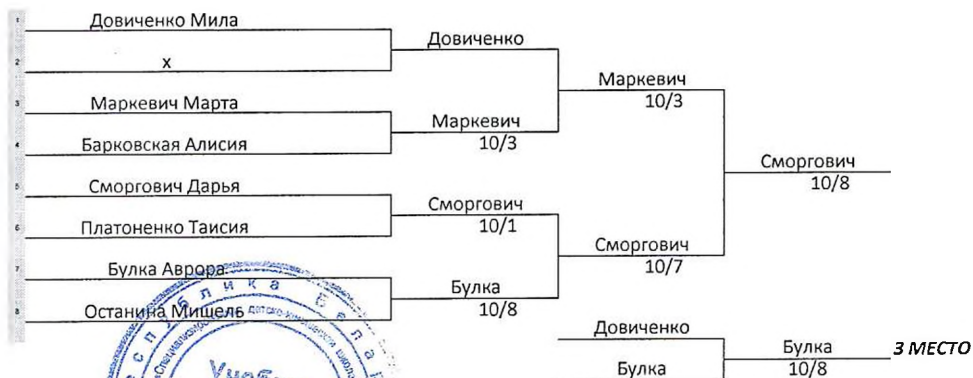 1 Довиченко Мила
2 х
3 Маркевич Марта
4 Барковская Алисия
5 Сморгович Дарья
6 Платоненко Таисия
7 Булка Аврора
8 Останина Мишель
Довиченко
Маркевич
10/3
Сморгович
10/1
Булка
10/8
Маркевич
10/3
Сморгович
10/7
Сморгович
10/8
Довиченко
Булка
Булка
10/8
3 МЕСТО